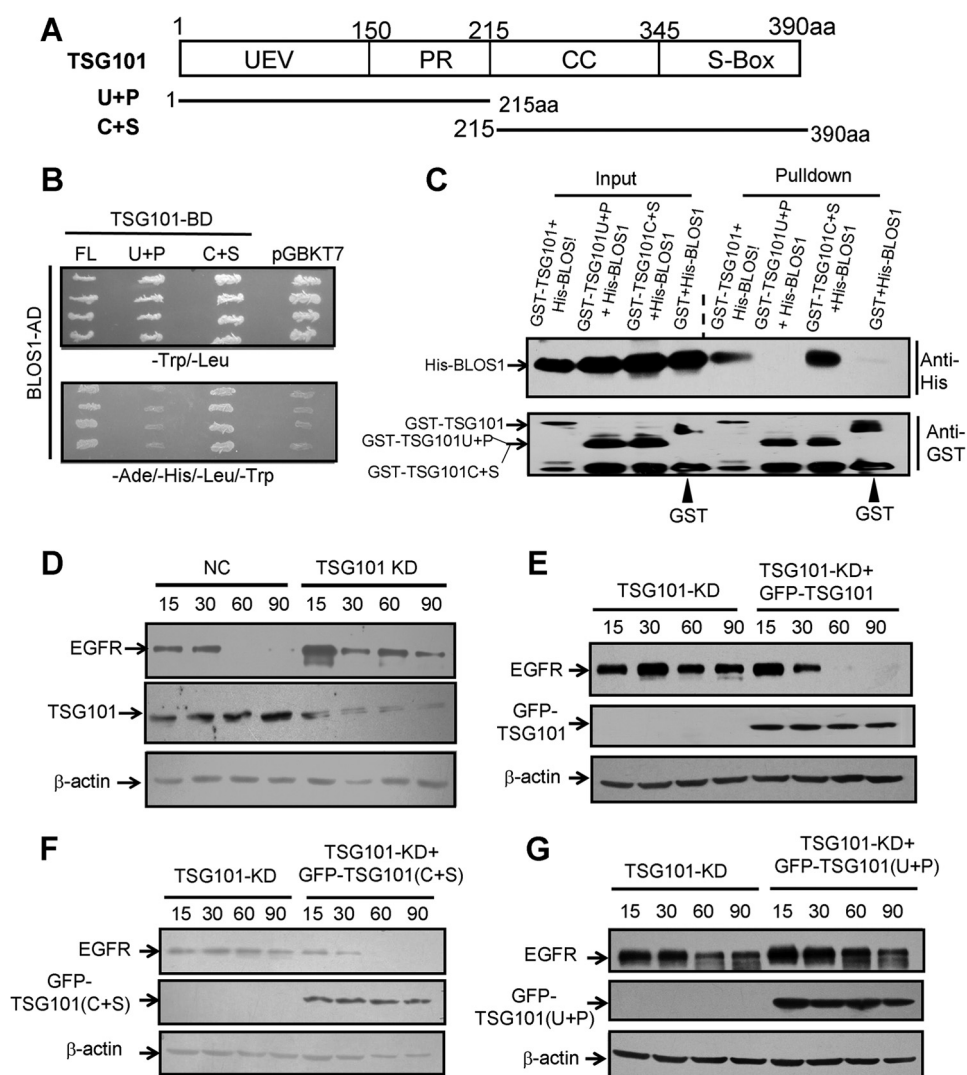 A
1 150 215 345 390aa
TSG101 UEV PR CC S-Box
U+P 1 215aa
C+S 215 390aa
B
TSG101-BD
FL U+P C+S pGBKT7
BLOS1-AD
-Trp/-Leu
-Ade/-His/-Leu/-Trp
C
Input Pulldown
GST-TSG101+
His-BLOS!
GST-TSG101U+P
+ His-BLOS1
GST-TSG101C+S
+His-BLOS1
GST+His-BLOS1
GST-TSG101+
His-BLOS!
GST-TSG101U+P
+ His-BLOS1
GST-TSG101C+S
+His-BLOS1
GST+His-BLOS1
His-BLOS1
Anti-
His
GST-TSG101
GST-TSG101U+P
GST-TSG101C+S
Anti-
GST
GST GST
D
NC TSG101 KD
15 30 60 90 15 30 60 90
EGFR
TSG101
β-actin
E
TSG101-KD
TSG101-KD+
GFP-TSG101
15 30 60 90 15 30 60 90
EGFR
GFP-
TSG101
β-actin
F
TSG101-KD
TSG101-KD+
GFP-TSG101(C+S)
15 30 60 90 15 30 60 90
EGFR
GFP-
TSG101(C+S)
β-actin
G
TSG101-KD
TSG101-KD+
GFP-TSG101(U+P)
15 30 60 90 15 30 60 90
EGFR
GFP-
TSG101(U+P)
β-actin